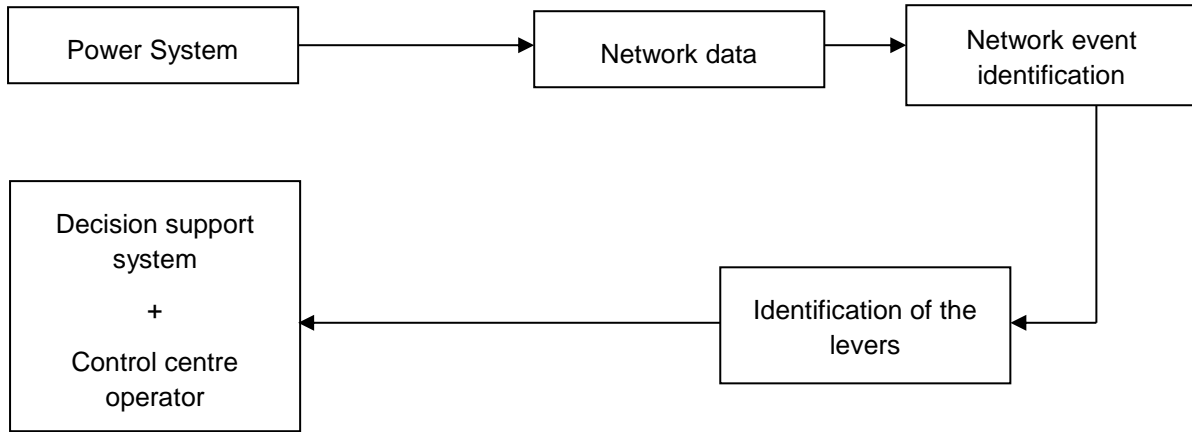 Power System
Network data
Network event
identification
Identification of the
levers
Decision support
system
+
Control centre
operator